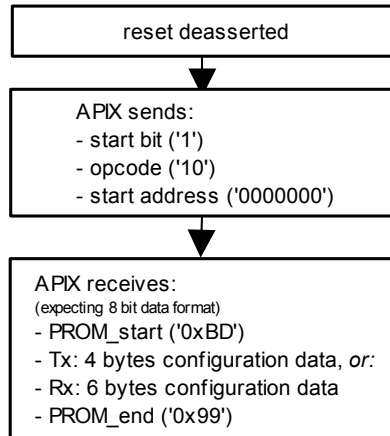 reset deasserted
APIX sends:
- start bit ('1')
- opcode ('10')
- start address ('0000000')
APIX receives:
(expecting 8 bit data format)
- PROM_start ('0xBD')
- Tx: 4 bytes configuration data, or:
- Rx: 6 bytes configuration data
- PROM_end ('0x99')